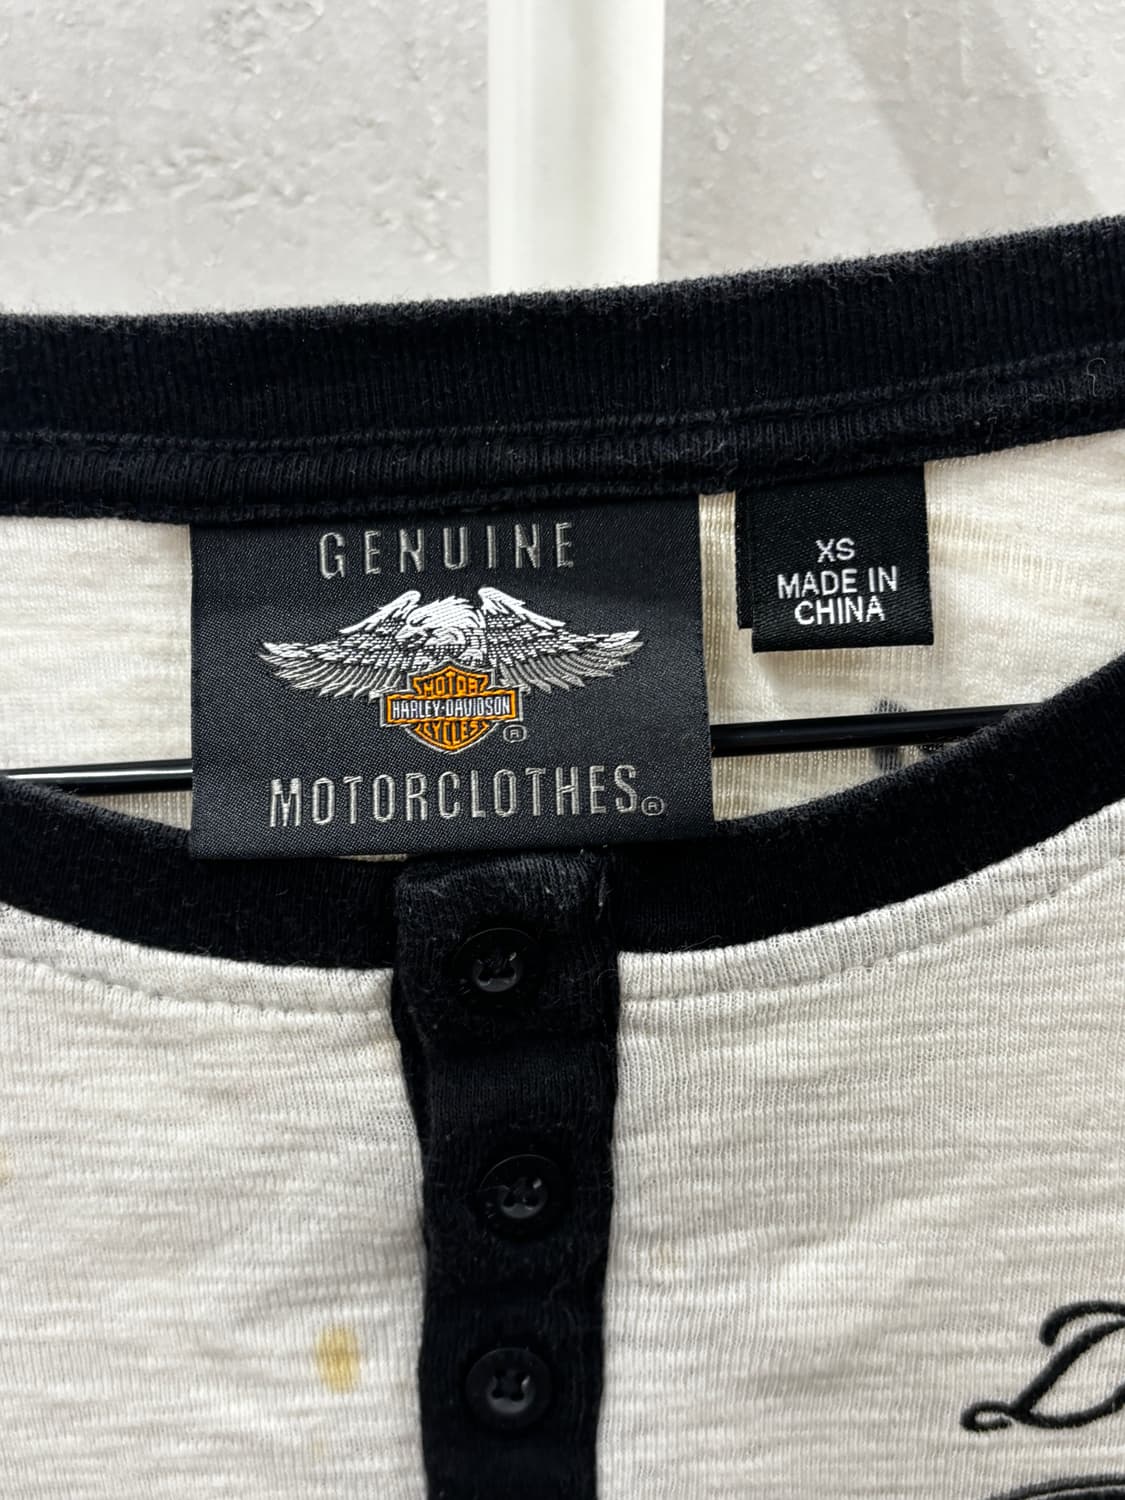 GENUINE
MOTOR
HARLEY-DAVIDSON
CYCLES
®
MOTORCLOTHES®
XS
MADE IN
CHINA